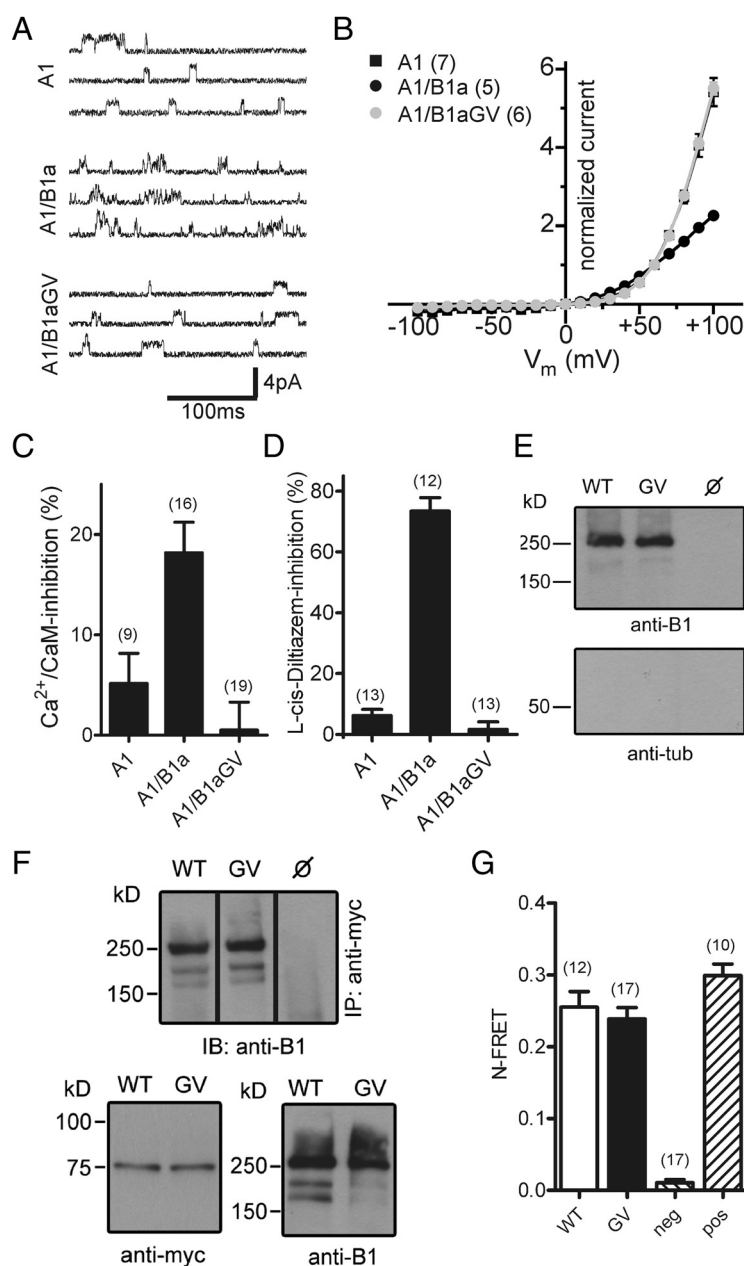 A
A1
A1/B1a
A1/B1aGV
4pA
100ms
B
A1 (7)
A1/B1a (5)
A1/B1aGV (6)
normalized current
6
4
2
-100
-50
0
+50
+100
Vm (mV)
C
Ca2+/CaM-inhibition (%)
20
10
0
(9)
(16)
(19)
A1
A1/B1a
A1/B1aGV
D
L-cis-Diltiazem-inhibition (%)
80
60
40
20
0
(13)
(12)
(13)
A1
A1/B1a
A1/B1aGV
E
kD
WT
GV
Ø
250
150
anti-B1
50
anti-tub
F
kD
WT
GV
Ø
250
150
IP: anti-myc
IB: anti-B1
kD
WT
GV
100
75
anti-myc
kD
WT
GV
250
150
anti-B1
G
N-FRET
0.4
0.3
0.2
0.1
0.0
(12)
(17)
(17)
(10)
WT
GV
neg
pos